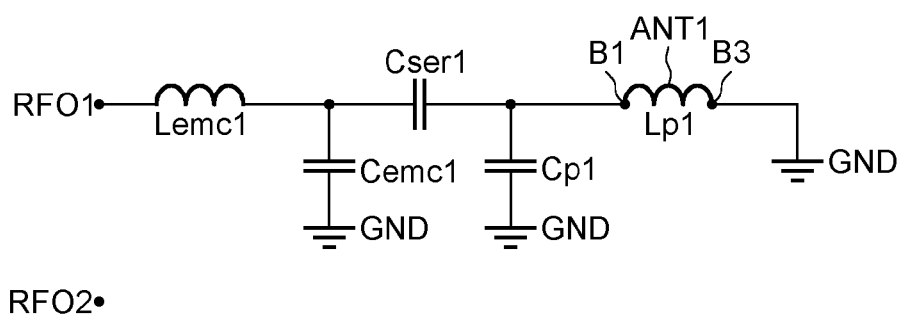 ANT1
B1 B3
Cser1
RFO1
Lemc1 Lp1
Cemc1 Cp1 GND
GND GND
RFO2